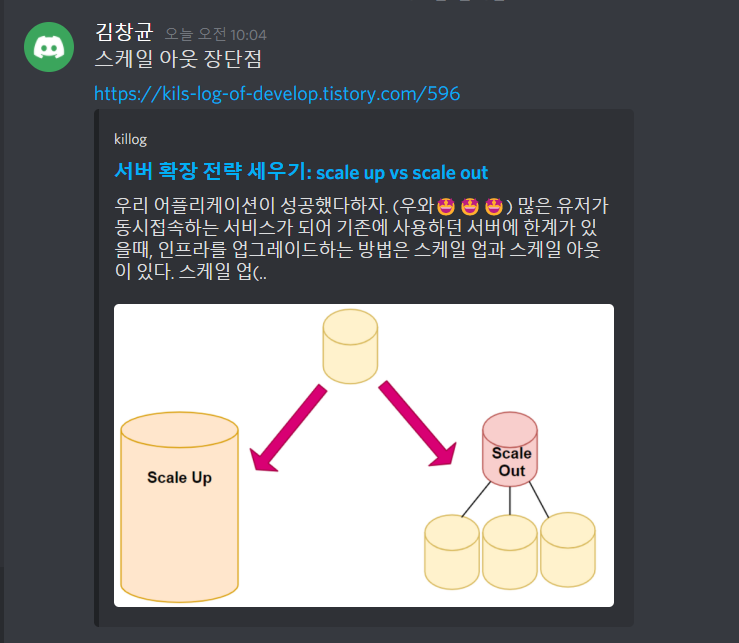 김창균 오늘 오전 10:04
스케일 아웃 장단점
https://kils-log-of-develop.tistory.com/596
killog
서버 확장 전략 세우기: scale up vs scale out
우리 어플리케이션이 성공했다하자. (우와🤩🤩🤩) 많은 유저가
동시접속하는 서비스가 되어 기존에 사용하던 서버에 한계가 있
을때, 인프라를 업그레이드하는 방법은 스케일 업과 스케일 아웃
이 있다. 스케일 업(..
Scale Up
Scale
Out